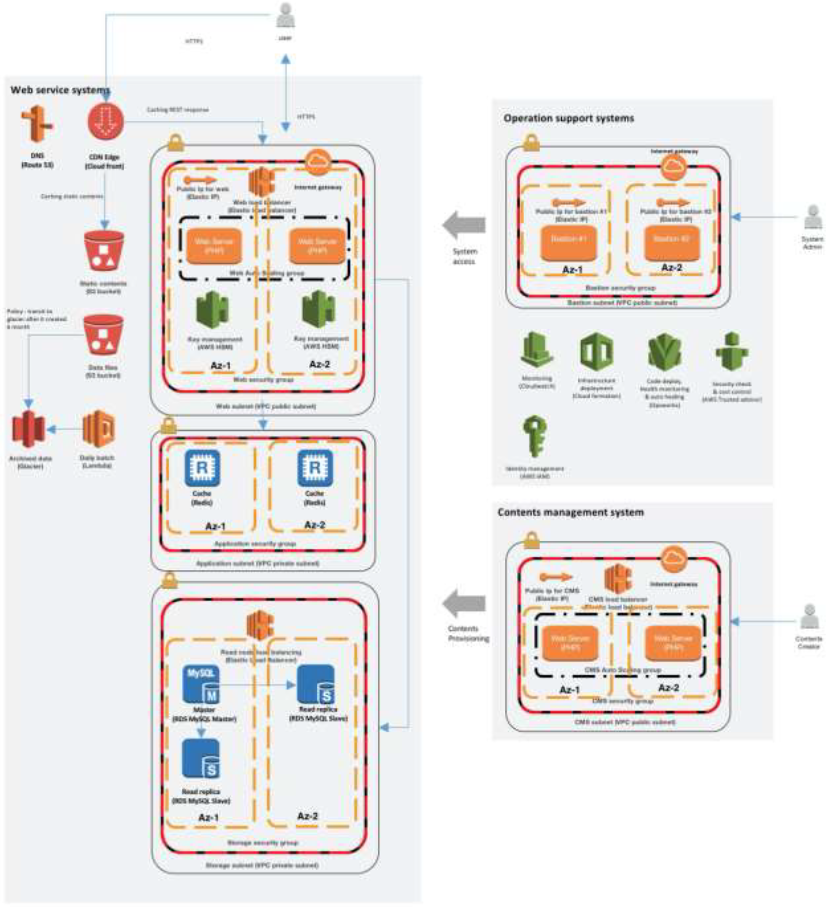 HTTPS
USER
Web service systems
Caching REST response
HTTPS
DNS
(Route 53)
CDN Edge
(Cloud front)
Caching static contents
Static contents
(S3 bucket)
Policy - transit to
glacier after it created
a month
Data files
(S3 bucket)
Archived data
(Glacier)
Daily batch
(Lambda)
Internet gateway
Public Ip for web
(Elastic IP)
Web load balancer
(Elastic load balancer)
Web Server
(PHP)
Web Server
(PHP)
Web Auto Scaling group
Key management
(AWS HSM)
Key management
(AWS HSM)
Az-1
Az-2
Web security group
Web subnet (VPC public subnet)
R
Cache
(Redis)
R
Cache
(Redis)
Az-1
Az-2
Application security group
Application subnet (VPC private subnet)
Read node load balancing
(Elastic Load Balancer)
MySQL
M
Master
(RDS MySQL Master)
S
Read replica
(RDS MySQL Slave)
S
Read replica
(RDS MySQL Slave)
Az-1
Az-2
Storage security group
Storage subnet (VPC private subnet)
System
access
Contents
Provisioning
Operation support systems
Internet gateway
Public Ip for bastion #1
(Elastic IP)
Public Ip for bastion #2
(Elastic IP)
Bastion #1
Bastion #2
Az-1
Az-2
Bastion security group
Bastion subnet (VPC public subnet)
System
Admin
Monitoring
(Cloudwatch)
Infrastructure
deployment
(Cloud formation)
Code deploy,
Health monitoring
& auto healing
(Opsworks)
Security check
& cost control
(AWS Trusted advisor)
Identity management
(AWS IAM)
Contents management system
Internet gateway
Public Ip for CMS
(Elastic IP)
CMS load balancer
(Elastic load balancer)
Web Server
(PHP)
Web Server
(PHP)
CMS Auto Scaling group
Az-1
Az-2
CMS security group
CMS subnet (VPC public subnet)
Contents
Creator